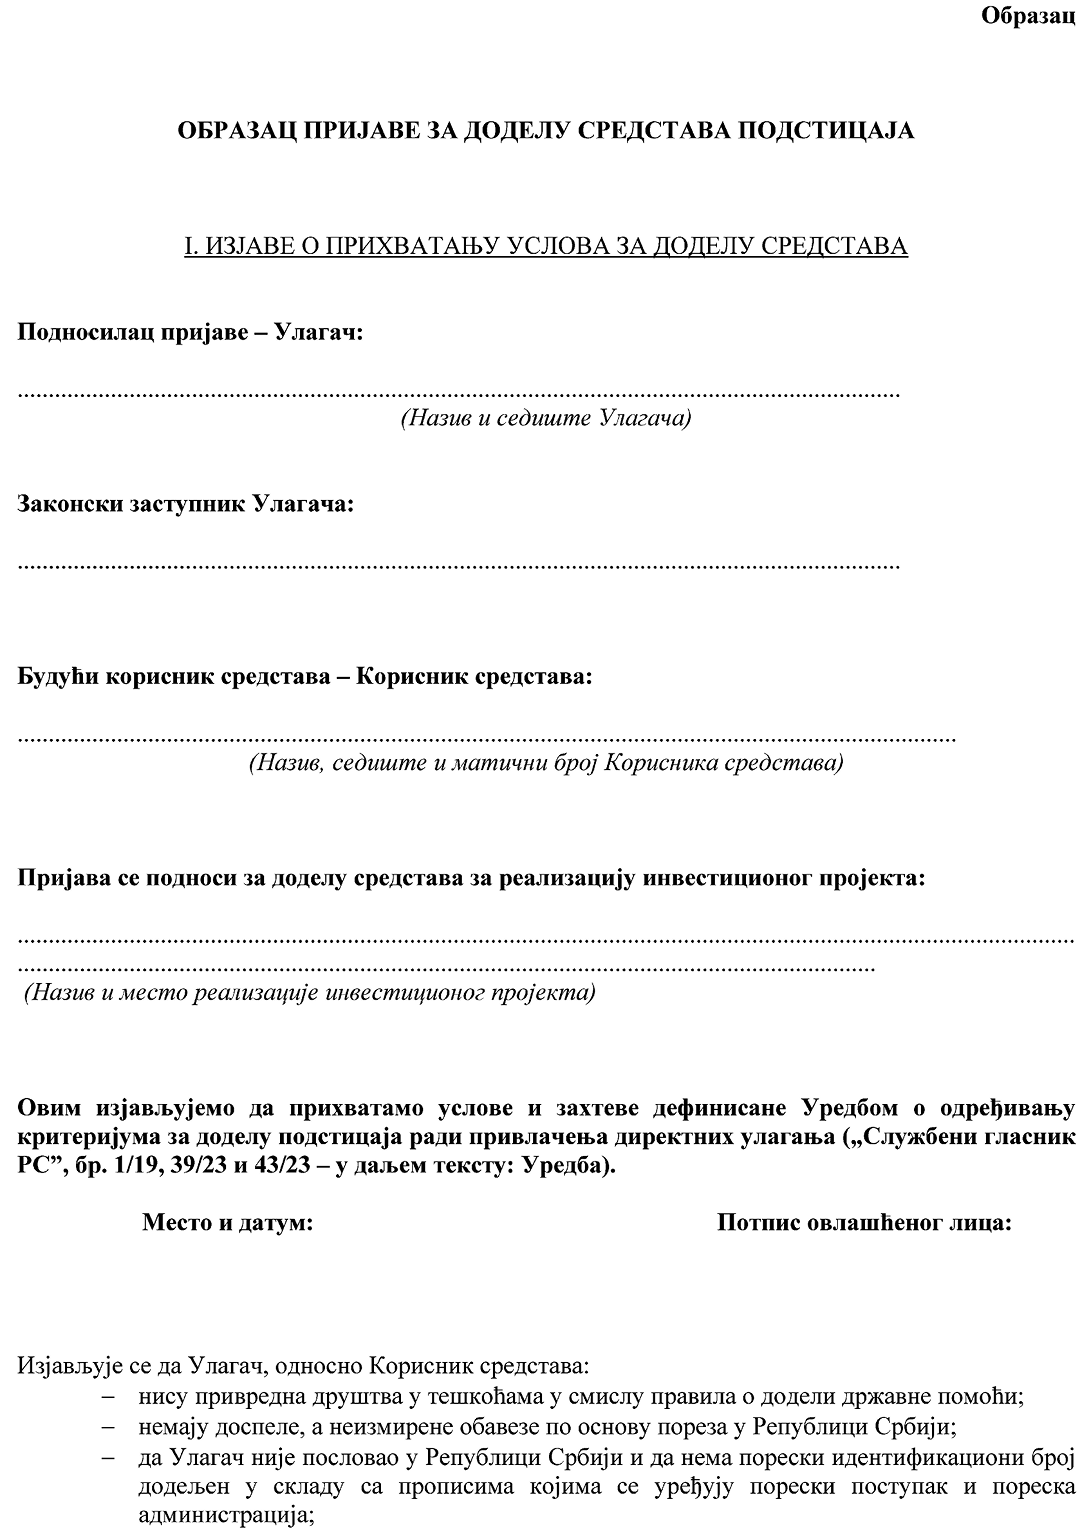 Образац
ОБРАЗАЦ ПРИЈАВЕ ЗА ДОДЕЛУ СРЕДСТАВА ПОДСТИЦАЈА
I. ИЗЈАВЕ О ПРИХВАТАЊУ УСЛОВА ЗА ДОДЕЛУ СРЕДСТАВА
Подносилац пријаве – Улагач:
..............................................................................................................................................
(Назив и седиште Улагача)
Законски заступник Улагача:
..............................................................................................................................................
Будући корисник средстава – Корисник средстава:
.......................................................................................................................................................
(Назив, седиште и матични број Корисника средстава)
Пријава се подноси за доделу средстава за реализацију инвестиционог пројекта:
..........................................................................................................................................................................
..........................................................................................................................................
(Назив и место реализације инвестиционог пројекта)
Овим изјављујемо да прихватамо услове и захтеве дефинисане Уредбом о одређивању
критеријума за доделу подстицаја ради привлачења директних улагања („Службени гласник
РС”, бр. 1/19, 39/23 и 43/23 – у даљем тексту: Уредба).
Место и датум: Потпис овлашћеног лица:
Изјављује се да Улагач, односно Корисник средстава:
– нису привредна друштва у тешкоћама у смислу правила о додели државне помоћи;
– немају доспеле, а неизмирене обавезе по основу пореза у Републици Србији;
– да Улагач није пословао у Републици Србији и да нема порески идентификациони број
додељен у складу са прописима којима се уређују порески поступак и пореска
администрација;